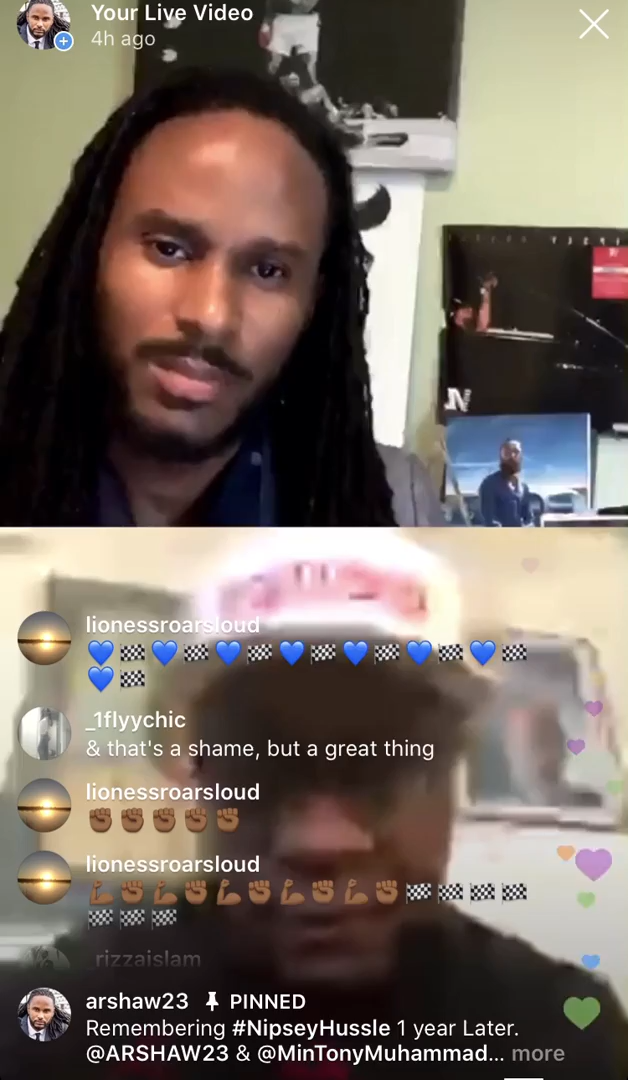 Your Live Video
4h ago
lionessroarsloud
💙🏁💙🏁💙🏁💙🏁💙🏁💙🏁💙🏁
💙🏁
_1flyychic
& that's a shame, but a great thing
lionessroarsloud
✊🏾✊🏾✊🏾✊🏾✊🏾
lionessroarsloud
💪🏾✊🏾💪🏾✊🏾💪🏾✊🏾💪🏾✊🏾💪🏾✊🏾🏁🏁🏁🏁
🏁🏁🏁
_rizzaislam
arshaw23 📌 PINNED
Remembering #NipseyHussle 1 year Later.
@ARSHAW23 & @MinTonyMuhammad... more